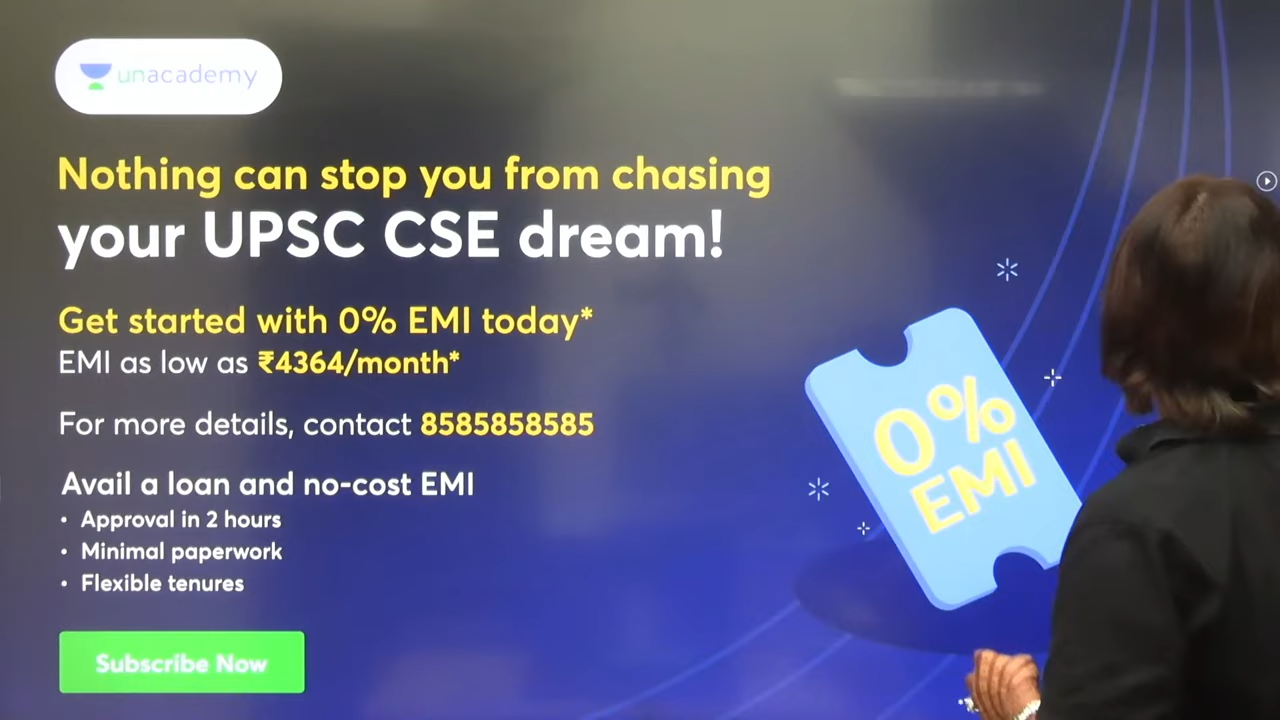 unacademy
Nothing can stop you from chasing
your UPSC CSE dream!
Get started with 0% EMI today*
EMI as low as ₹4364/month*
For more details, contact 8585858585
Avail a loan and no-cost EMI
• Approval in 2 hours
• Minimal paperwork
• Flexible tenures
Subscribe Now
0%
EMI